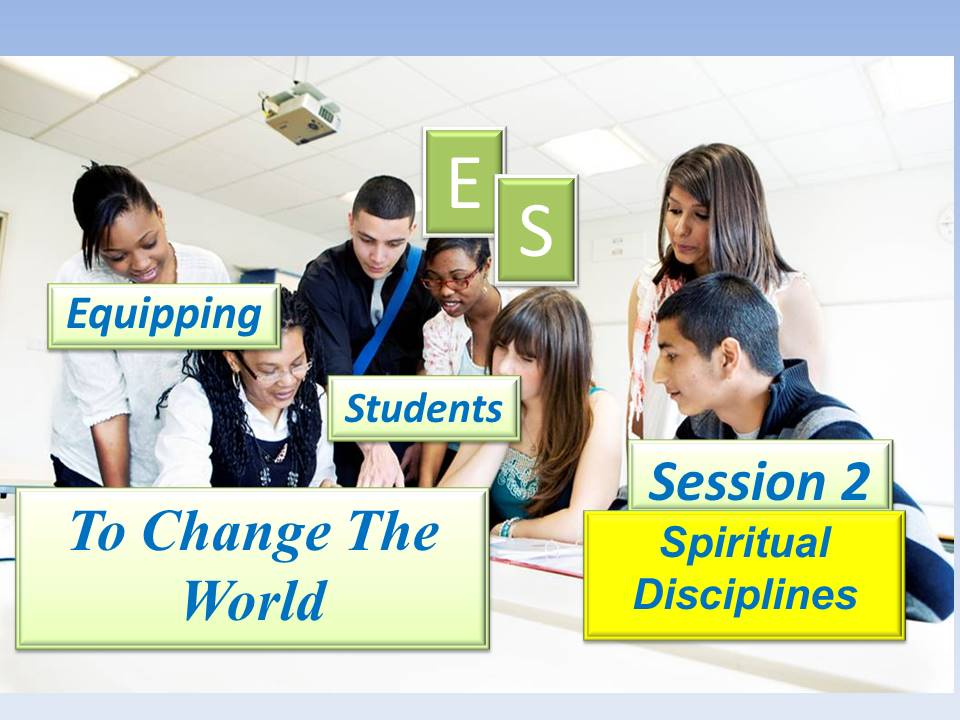 E
S
Equipping
Students
To Change The
World
Session 2
Spiritual
Disciplines